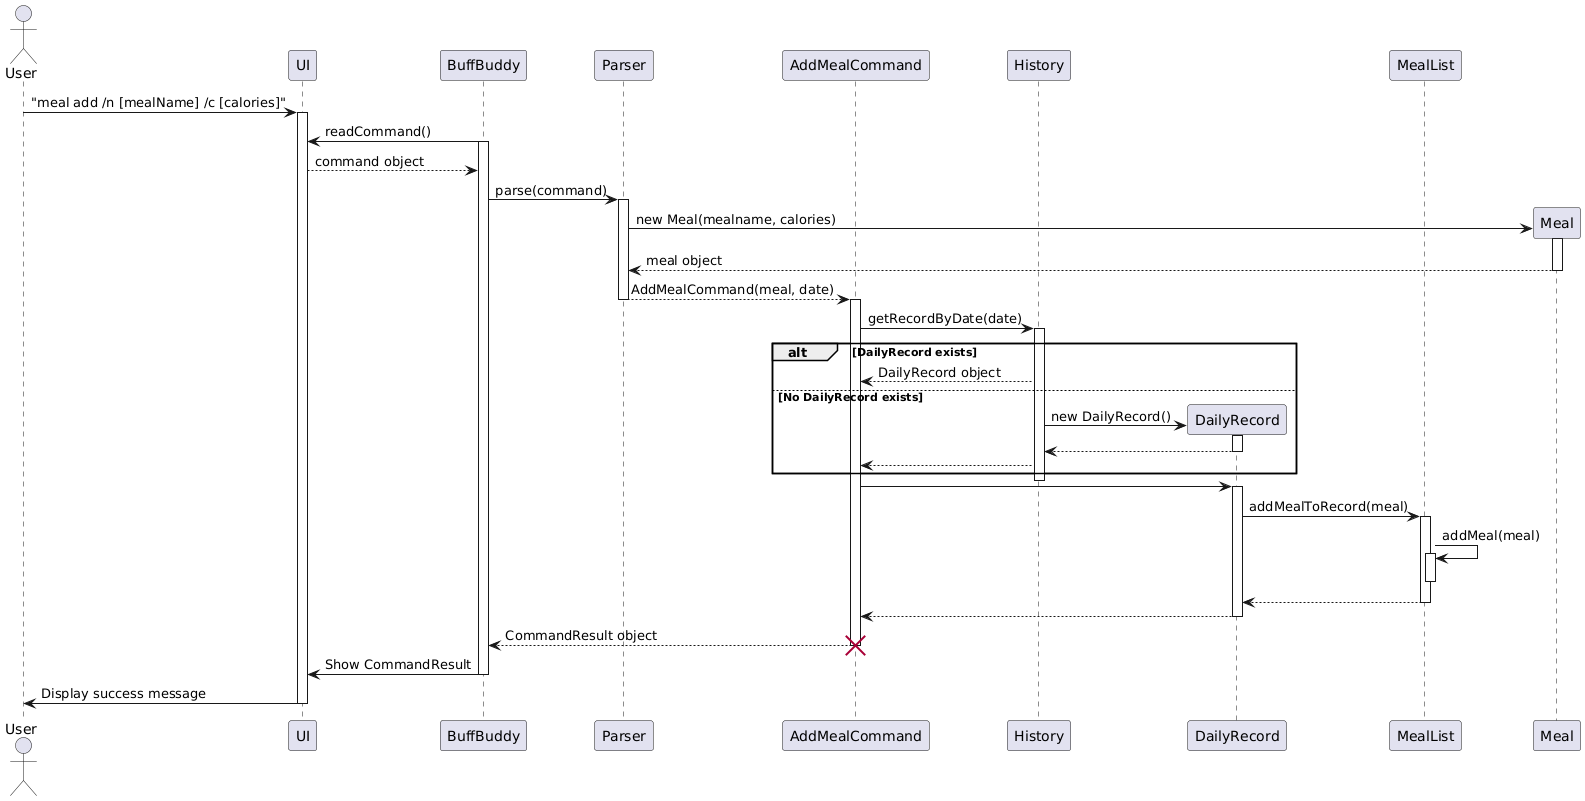 User
UI
BuffBuddy
Parser
AddMealCommand
History
MealList
"meal add /n [mealName] /c [calories]"
readCommand()
command object
parse(command)
new Meal(mealname, calories)
Meal
meal object
AddMealCommand(meal, date)
getRecordByDate(date)
alt
[DailyRecord exists]
DailyRecord object
[No DailyRecord exists]
new DailyRecord()
DailyRecord
addMealToRecord(meal)
addMeal(meal)
CommandResult object
Show CommandResult
Display success message
User
UI
BuffBuddy
Parser
AddMealCommand
History
DailyRecord
MealList
Meal